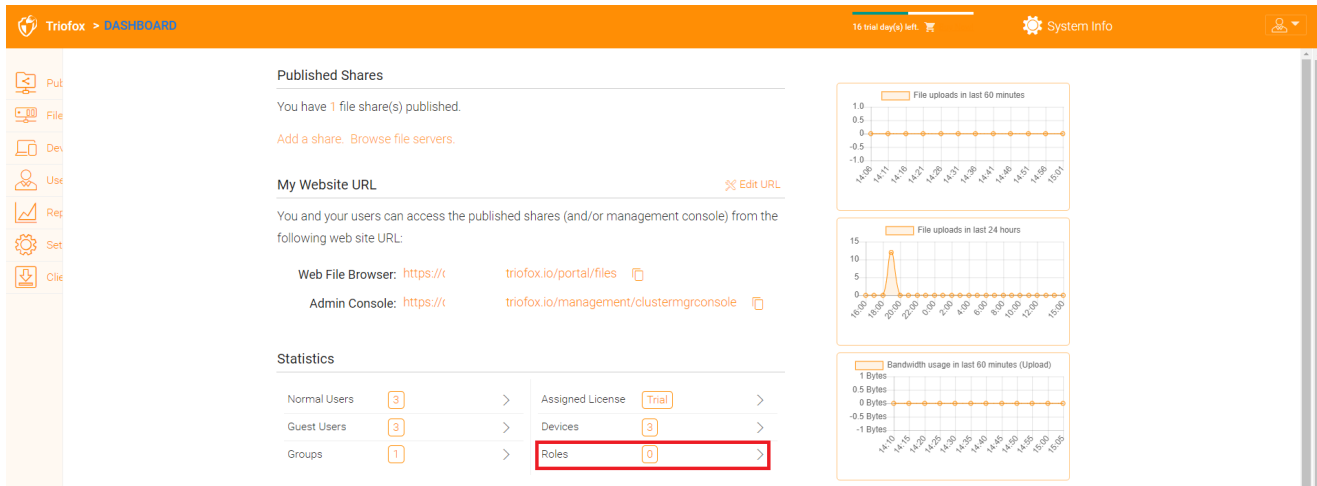 Triofox > DASHBOARD
16 trial day(s) left.
System Info
Pub
File
Dev
Use
Rep
Set
Clie
Published Shares
You have 1 file share(s) published.
Add a share. Browse file servers.
My Website URL
Edit URL
You and your users can access the published shares (and/or management console) from the
following web site URL:
Web File Browser: https:// triofox.io/portal/files
Admin Console: https:// triofox.io/management/clustermgrconsole
Statistics
Normal Users 3
Assigned License Trial
Guest Users 3
Devices 3
Groups 1
Roles 0
File uploads in last 60 minutes
1.0
0.5
0
-0.5
-1.0
14:06 14:11 14:16 14:21 14:26 14:31 14:36 14:41 14:46 14:51 14:56 15:01
File uploads in last 24 hours
15
10
5
0
16:00 18:00 20:00 22:00 0:00 2:00 4:00 6:00 8:00 10:00 12:00 15:00
Bandwidth usage in last 60 minutes (Upload)
1 Bytes
0.5 Bytes
0 Bytes
-0.5 Bytes
-1 Bytes
14:10 14:15 14:20 14:25 14:30 14:35 14:40 14:45 14:50 14:55 15:00 15:05